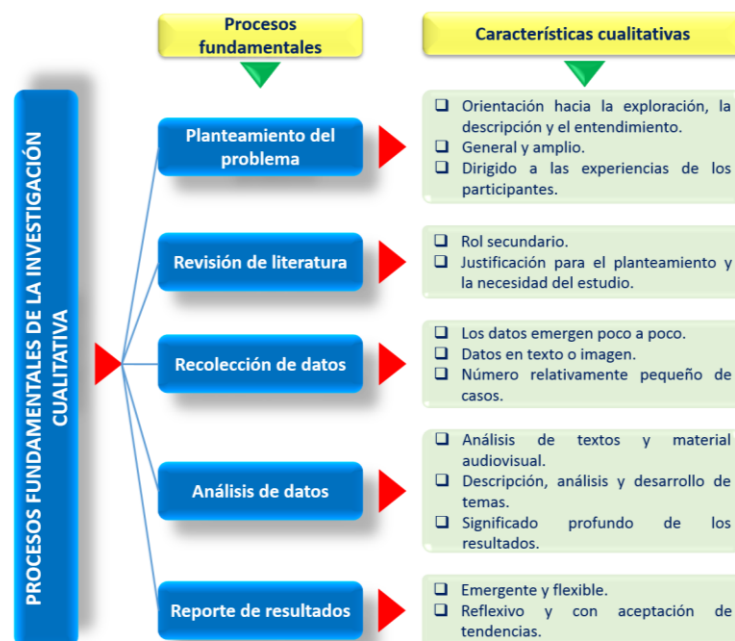 Procesos
fundamentales
Características cualitativas
PROCESOS FUNDAMENTALES DE LA INVESTIGACIÓN
CUALITATIVA
Planteamiento del
problema
❑ Orientación hacia la exploración, la
descripción y el entendimiento.
❑ General y amplio.
❑ Dirigido a las experiencias de los
participantes.
Revisión de literatura
❑ Rol secundario.
❑ Justificación para el planteamiento y
la necesidad del estudio.
Recolección de datos
❑ Los datos emergen poco a poco.
❑ Datos en texto o imagen.
❑ Número relativamente pequeño de
casos.
Análisis de datos
❑ Análisis de textos y material
audiovisual.
❑ Descripción, análisis y desarrollo de
temas.
❑ Significado profundo de los
resultados.
Reporte de resultados
❑ Emergente y flexible.
❑ Reflexivo y con aceptación de
tendencias.